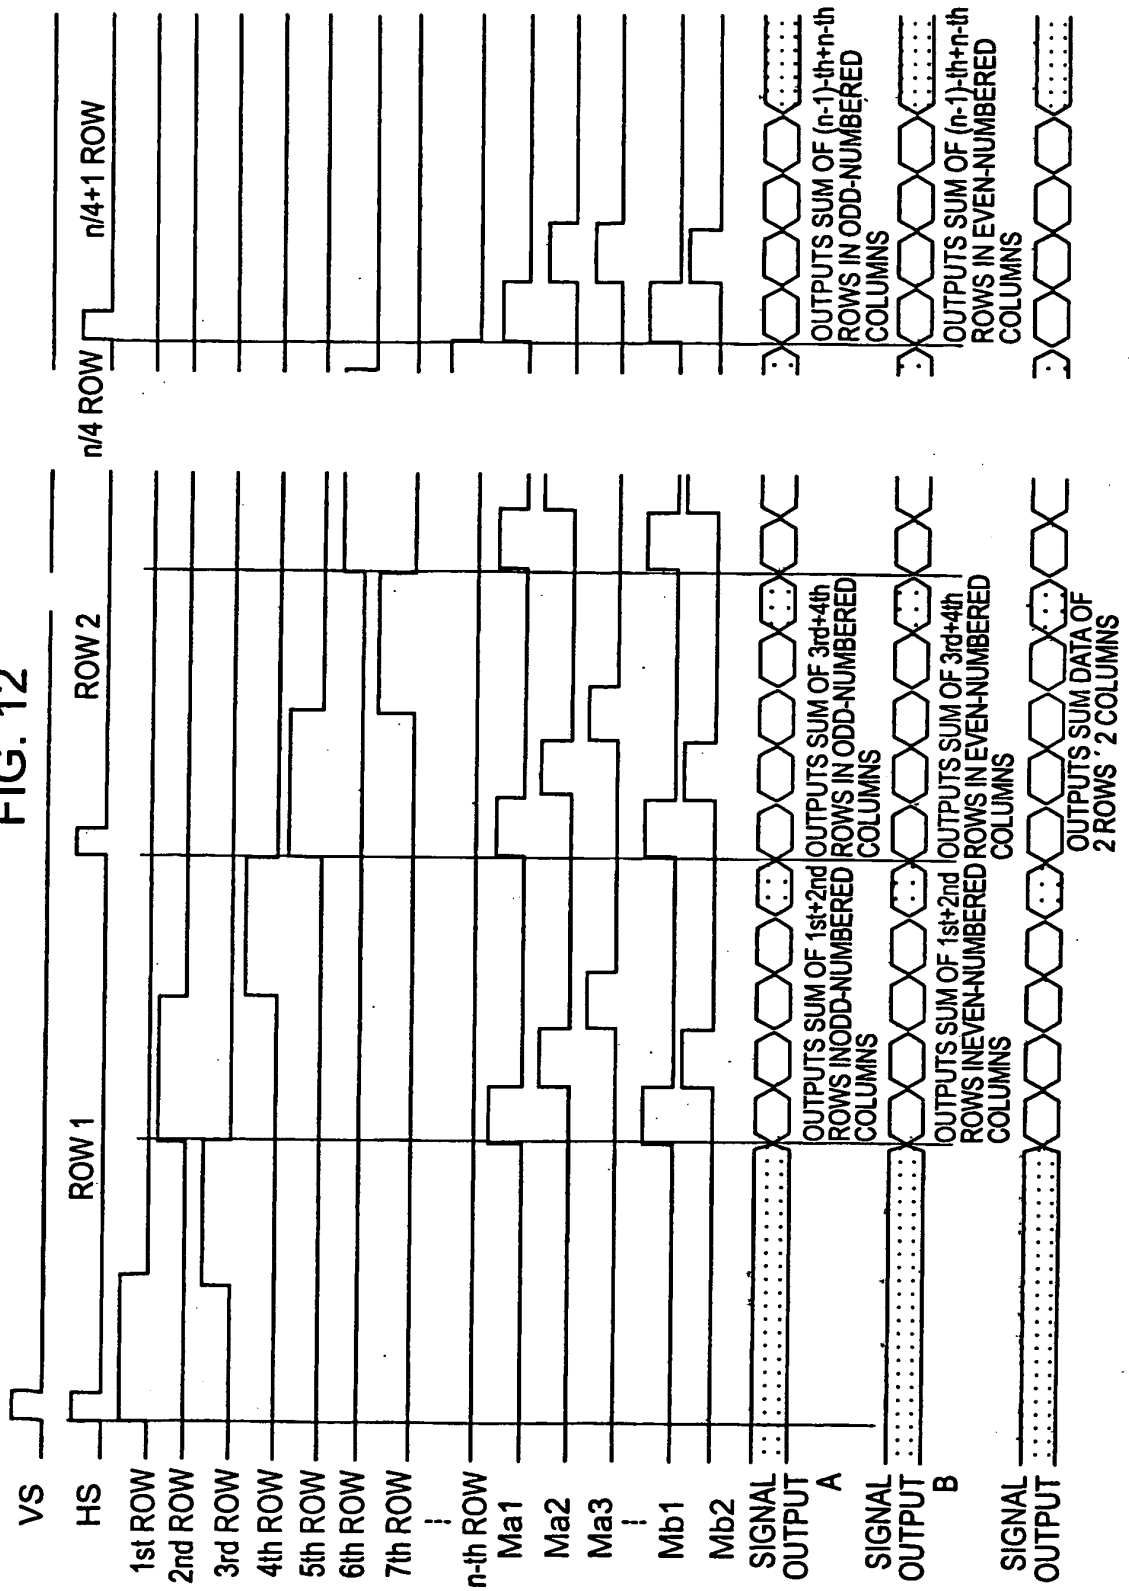 FIG. 12
VS
HS
ROW 1
ROW 2
n/4 ROW
n/4+1 ROW
1st ROW
2nd ROW
3rd ROW
4th ROW
5th ROW
6th ROW
7th ROW
n-th ROW
Ma1
Ma2
Ma3
Mb1
Mb2
SIGNAL
OUTPUT
A
OUTPUTS SUM OF 1st+2nd
ROWS INODD-NUMBERED
COLUMNS
OUTPUTS SUM OF 3rd+4th
ROWS IN ODD-NUMBERED
COLUMNS
OUTPUTS SUM OF (n-1)-th+n-th
ROWS IN ODD-NUMBERED
COLUMNS
SIGNAL
OUTPUT
B
OUTPUTS SUM OF 1st+2nd
ROWS INEVEN-NUMBERED
COLUMNS
OUTPUTS SUM OF 3rd+4th
ROWS IN EVEN-NUMBERED
COLUMNS
OUTPUTS SUM OF (n-1)-th+n-th
ROWS IN EVEN-NUMBERED
COLUMNS
SIGNAL
OUTPUT
OUTPUTS SUM DATA OF
2 ROWS ' 2 COLUMNS